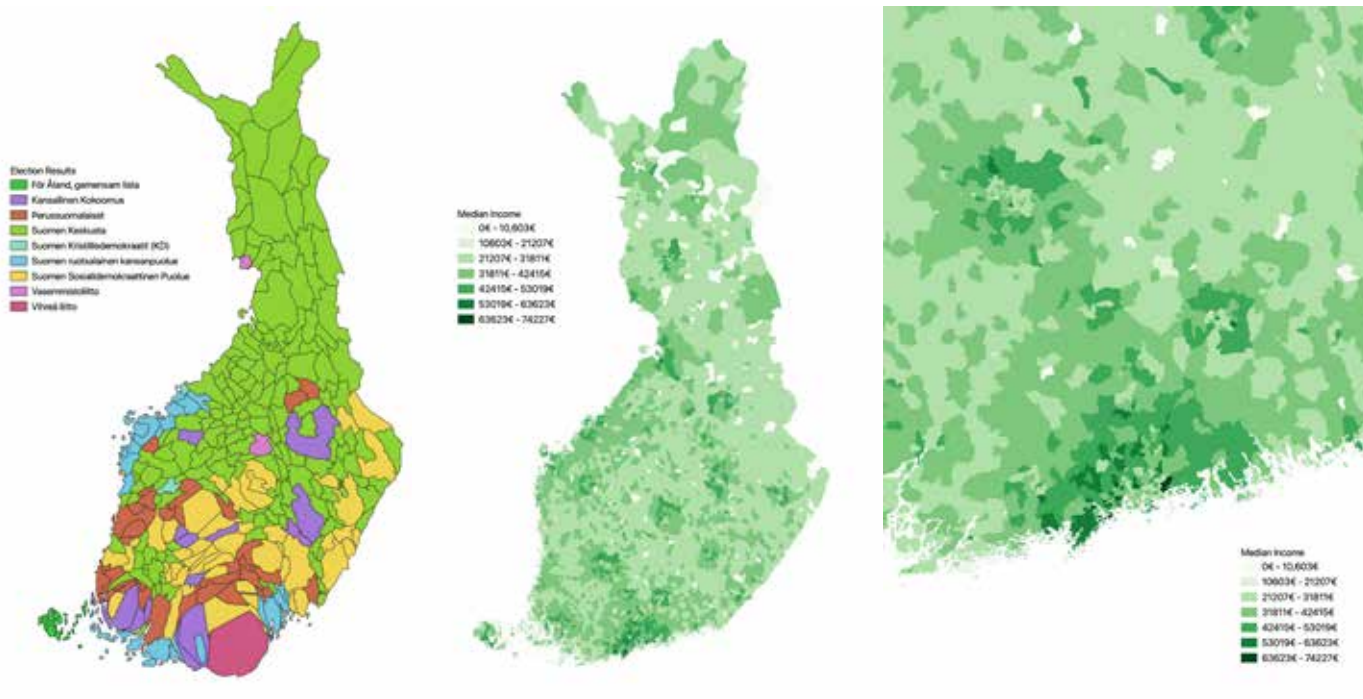 Election Results
För Åland, gemensam lista
Kansallinen Kokoomus
Perussuomalaiset
Suomen Keskusta
Suomen Kristillisdemokraatit (KD)
Suomen ruotsalainen kansanpuolue
Suomen Sosialidemokraattinen Puolue
Vasemmistoliitto
Vihreä liitto
Median Income
0€ - 10,603€
10603€ - 21207€
21207€ - 31811€
31811€ - 42415€
42415€ - 53019€
53019€ - 63623€
63623€ - 74227€
Median Income
0€ - 10,603€
10603€ - 21207€
21207€ - 31811€
31811€ - 42415€
42415€ - 53019€
53019€ - 63623€
63623€ - 74227€